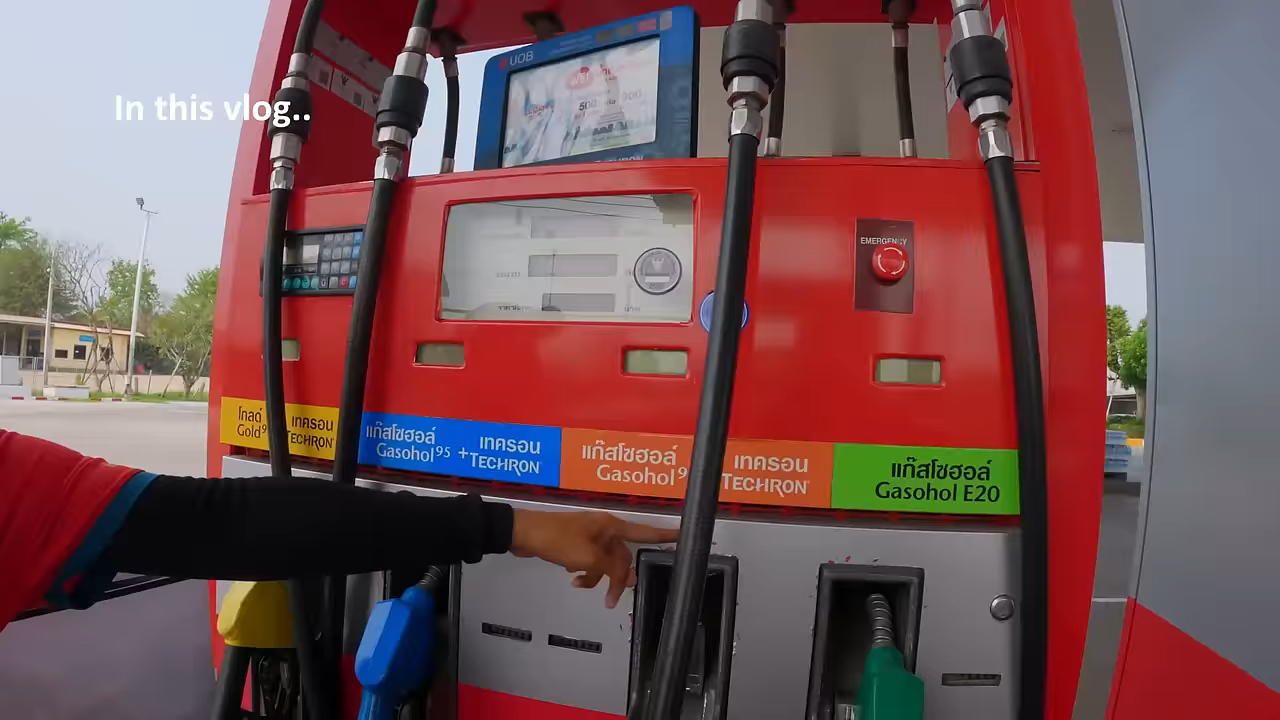 In this vlog..
UOB
500
EMERGENCY
โกลด์
Gold 9
เทครอน
TECHRON
แก๊สโซฮอล์
Gasohol 95
+
เทครอน
TECHRON
แก๊สโซฮอล์
Gasohol 9
เทครอน
TECHRON
แก๊สโซฮอล์
Gasohol E20